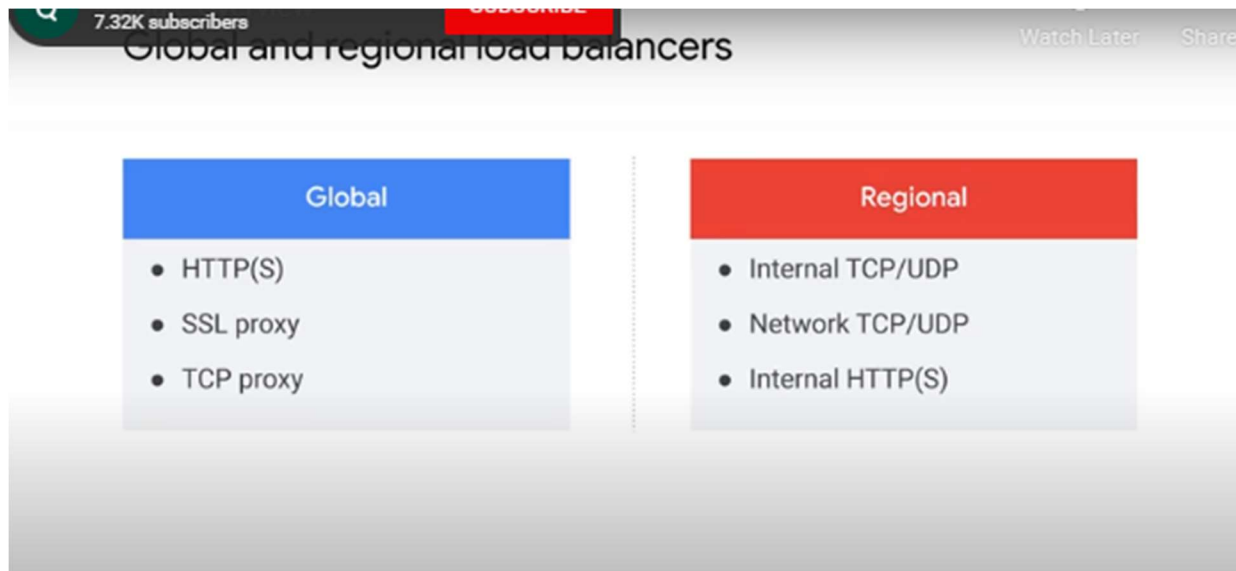 7.32K subscribers
SUBSCRIBE
Global and regional load balancers
Watch Later Share
Global
• HTTP(S)
• SSL proxy
• TCP proxy
Regional
• Internal TCP/UDP
• Network TCP/UDP
• Internal HTTP(S)